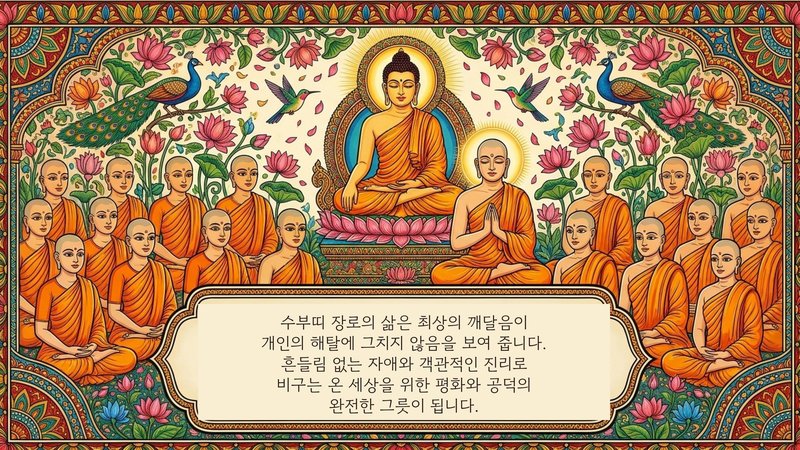 수부띠 장로의 삶은 최상의 깨달음이
개인의 해탈에 그치지 않음을 보여 줍니다.
흔들림 없는 자애와 객관적인 진리로
비구는 온 세상을 위한 평화와 공덕의
완전한 그릇이 됩니다.